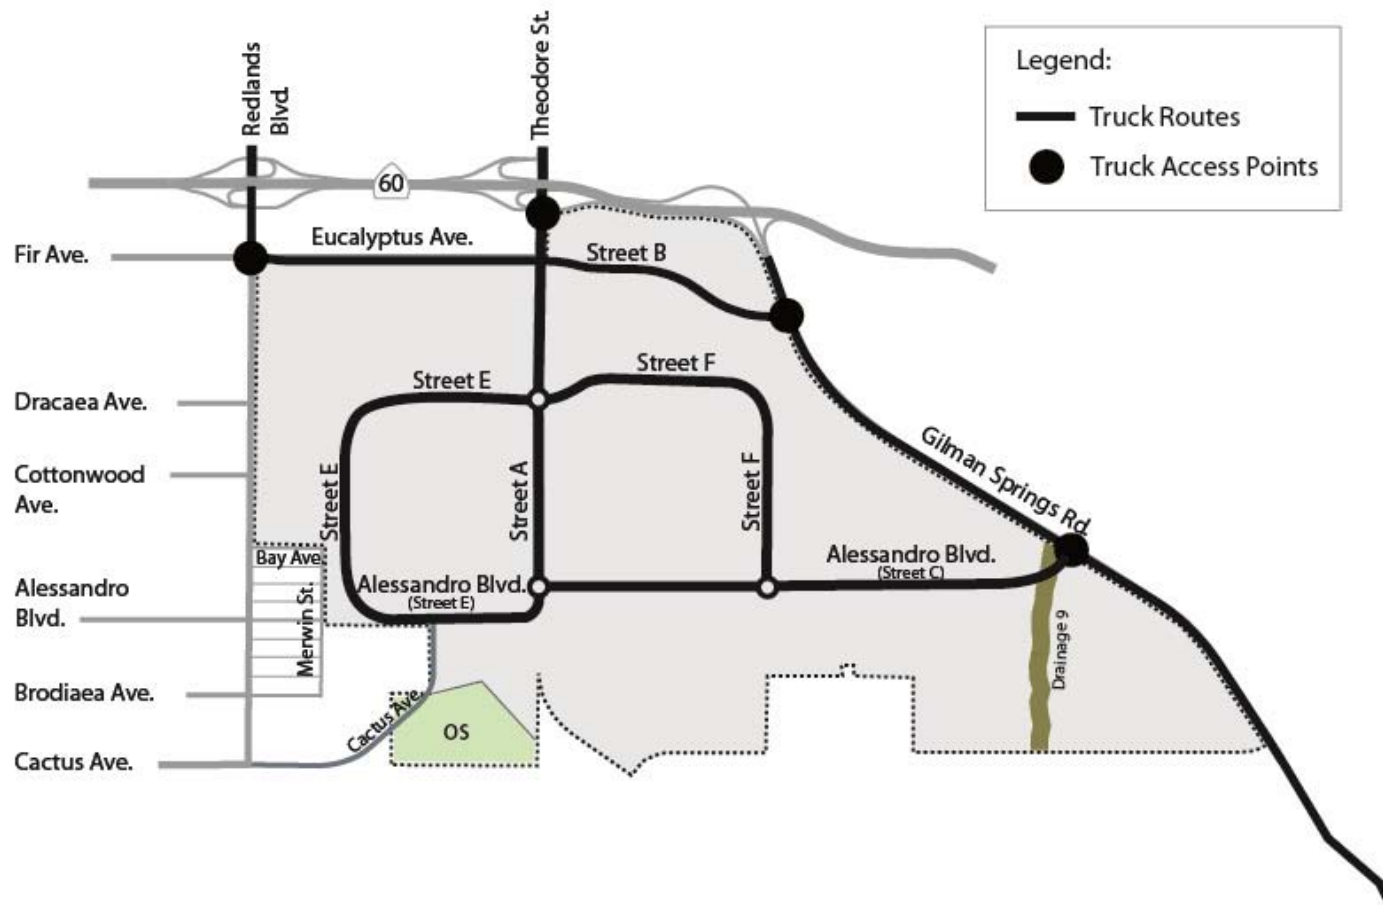 Redlands
Blvd.
Theodore St.
Legend:
Truck Routes
Truck Access Points
60
Fir Ave.
Eucalyptus Ave.
Street B
Street E
Street F
Dracaea Ave.
Cottonwood
Ave.
Street E
Street A
Street F
Gilman Springs Rd.
Bay Ave
Alessandro Blvd.
(Street C)
Alessandro
Blvd.
Merwin St.
Alessandro Blvd.
(Street E)
Drainage 9
Brodiaea Ave.
Cactus Ave.
OS
Cactus Ave.